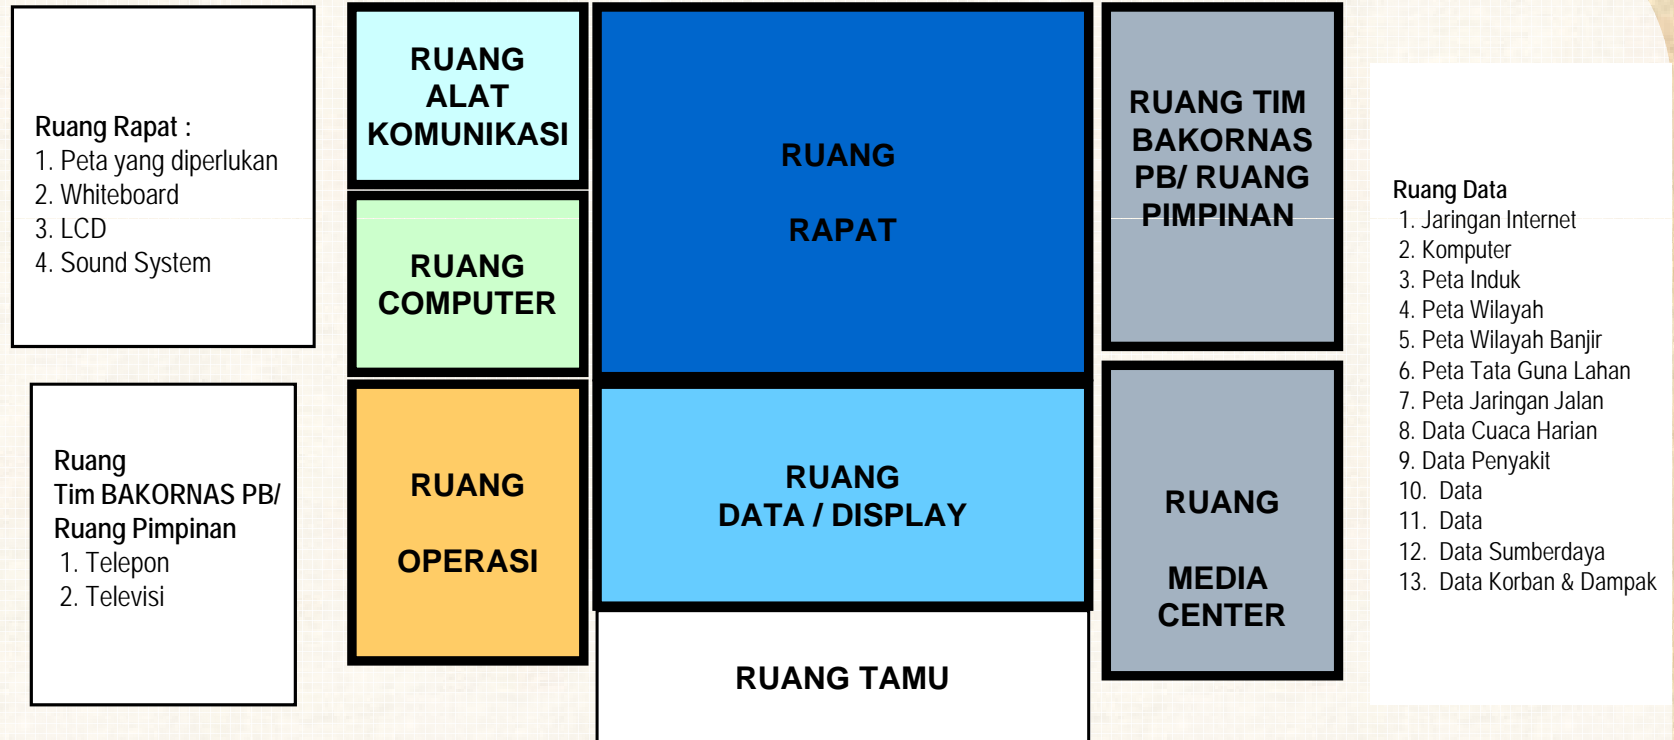 Ruang Rapat :
1. Peta yang diperlukan
2. Whiteboard
3. LCD
4. Sound System
Ruang
Tim BAKORNAS PB/
Ruang Pimpinan
1. Telepon
2. Televisi
RUANG
ALAT
KOMUNIKASI
RUANG
COMPUTER
RUANG
OPERASI
RUANG
RAPAT
RUANG
DATA / DISPLAY
RUANG TAMU
RUANG TIM
BAKORNAS
PB/ RUANG
PIMPINAN
RUANG
MEDIA
CENTER
Ruang Data
1. Jaringan Internet
2. Komputer
3. Peta Induk
4. Peta Wilayah
5. Peta Wilayah Banjir
6. Peta Tata Guna Lahan
7. Peta Jaringan Jalan
8. Data Cuaca Harian
9. Data Penyakit
10. Data
11. Data
12. Data Sumberdaya
13. Data Korban & Dampak